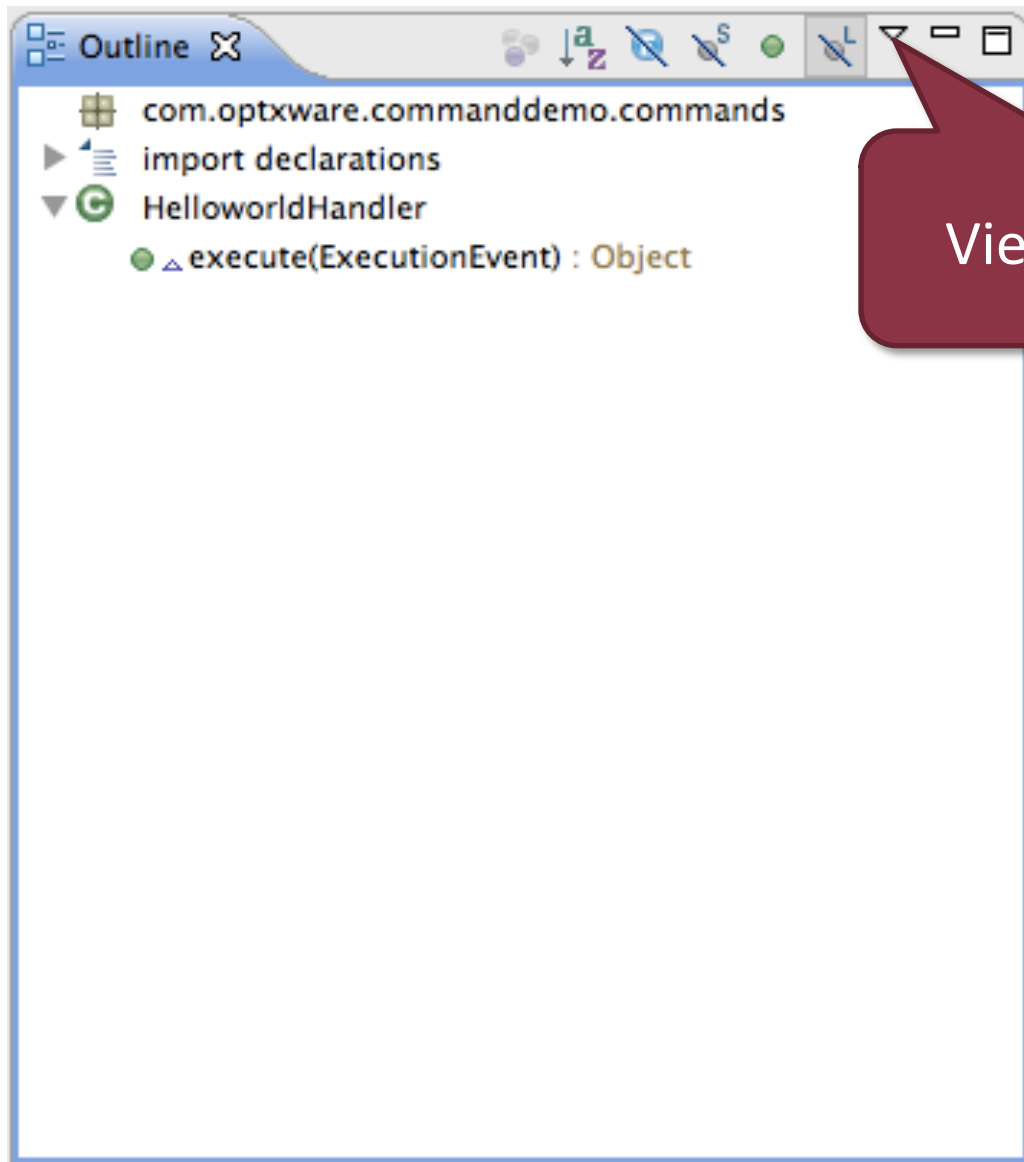 Outline
com.optxware.commanddemo.commands
import declarations
HelloworldHandler
execute(ExecutionEvent) : Object
Vie